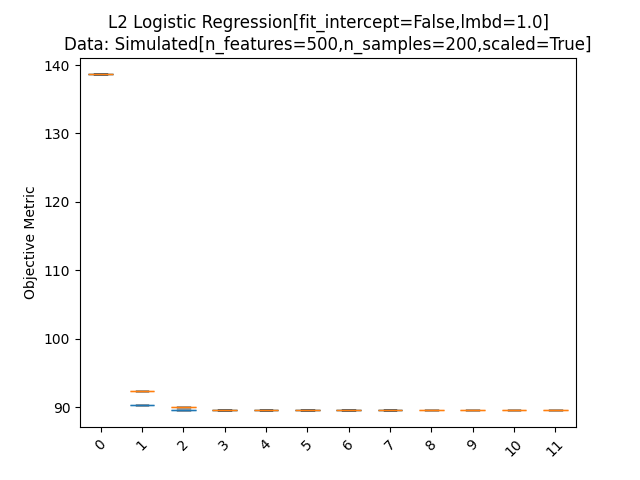 L2 Logistic Regression[fit_intercept=False,lmbd=1.0]
Data: Simulated[n_features=500,n_samples=200,scaled=True]
140
130
120
110
100
90
Objective Metric
0 1 2 3 4 5 6 7 8 9 10 11